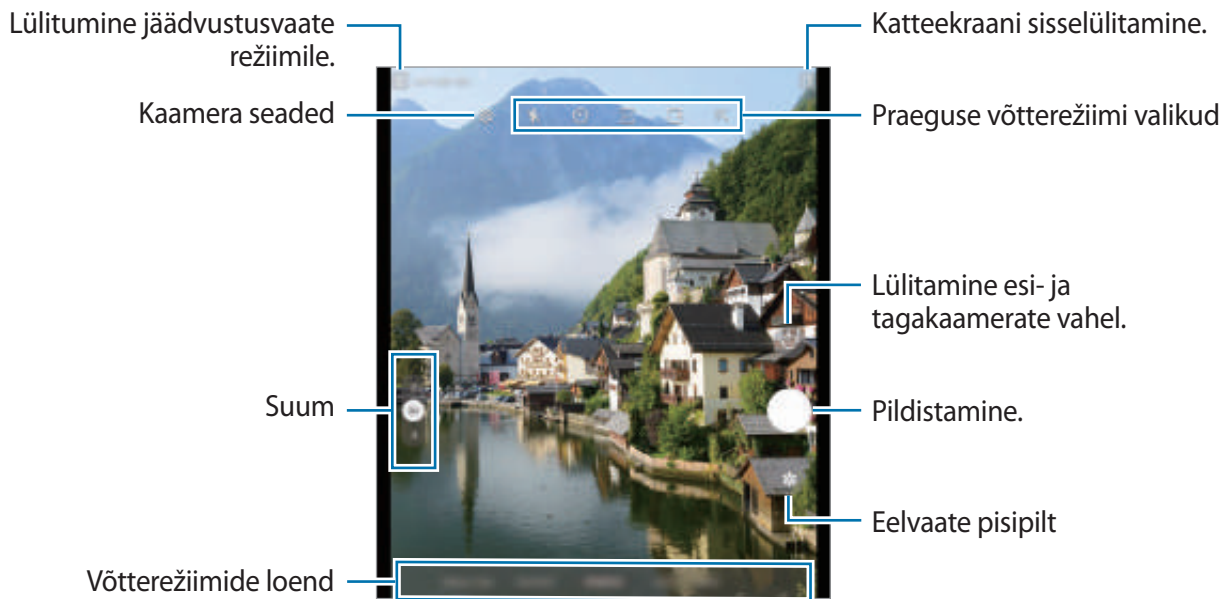 Lülitumine jäädvustusvaate
režiimile.
Katteekraani sisselülitamine.
Kaamera seaded
Praeguse võtterežiimi valikud
Lülitamine esi- ja
tagakaamerate vahel.
Suum
Pildistamine.
Eelvaate pisipilt
Võtterežiimide loend